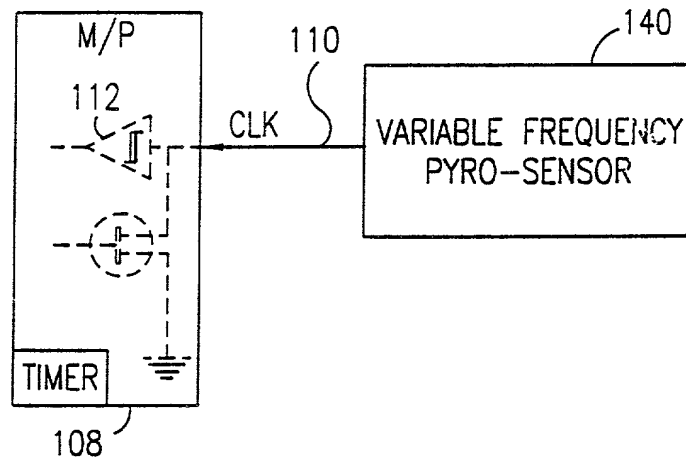 M/P
110
140
112
CLK
VARIABLE FREQUENCY
PYRO-SENSOR
TIMER
108